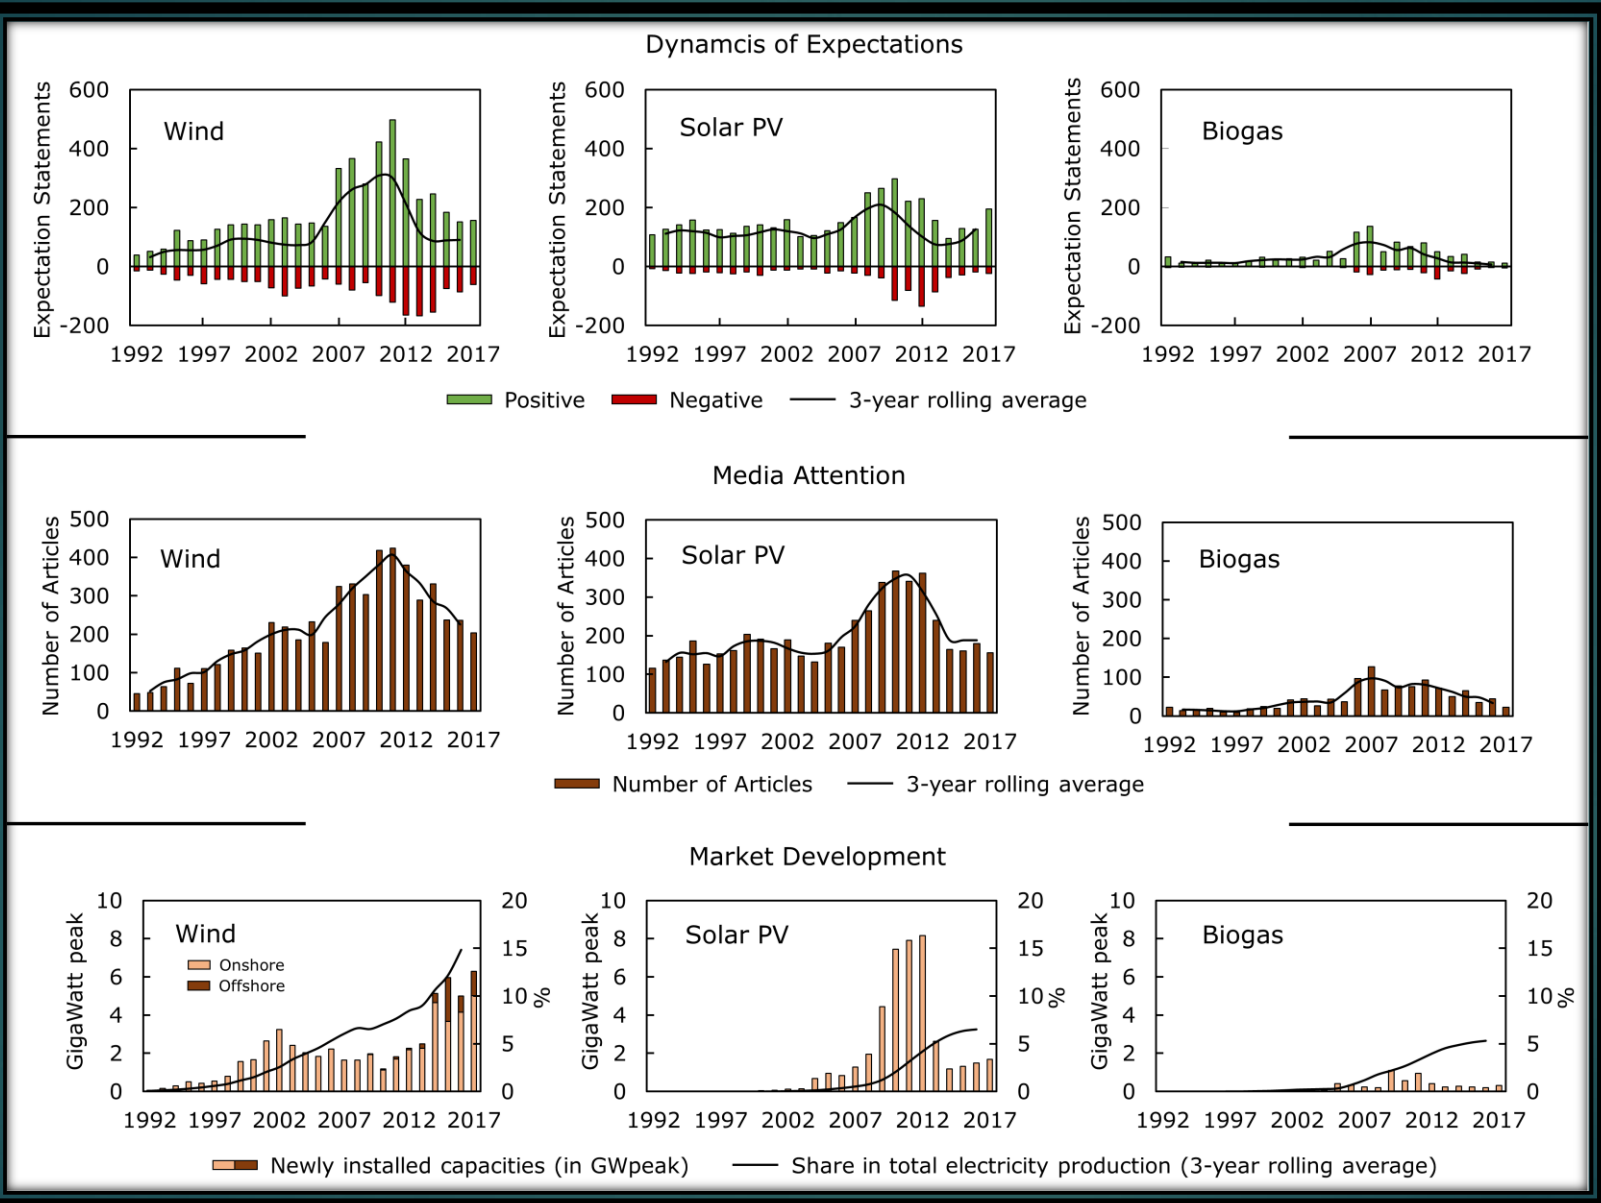 Dynamcis of Expectations
Expectation Statements
600
400
200
0
-200
Wind
1992 1997 2002 2007 2012 2017
Expectation Statements
600
400
200
0
-200
Solar PV
1992 1997 2002 2007 2012 2017
Expectation Statements
600
400
200
0
-200
Biogas
1992 1997 2002 2007 2012 2017
Positive Negative 3-year rolling average
Media Attention
Number of Articles
500
400
300
200
100
0
Wind
1992 1997 2002 2007 2012 2017
Number of Articles
500
400
300
200
100
0
Solar PV
1992 1997 2002 2007 2012 2017
Number of Articles
500
400
300
200
100
0
Biogas
1992 1997 2002 2007 2012 2017
Number of Articles 3-year rolling average
Market Development
GigaWatt peak
10
8
6
4
2
0
Wind
Onshore
Offshore
20
15
10
5
0
%
1992 1997 2002 2007 2012 2017
GigaWatt peak
10
8
6
4
2
0
Solar PV
20
15
10
5
0
%
1992 1997 2002 2007 2012 2017
GigaWatt peak
10
8
6
4
2
0
Biogas
20
15
10
5
0
%
1992 1997 2002 2007 2012 2017
Newly installed capacities (in GWpeak) Share in total electricity production (3-year rolling average)